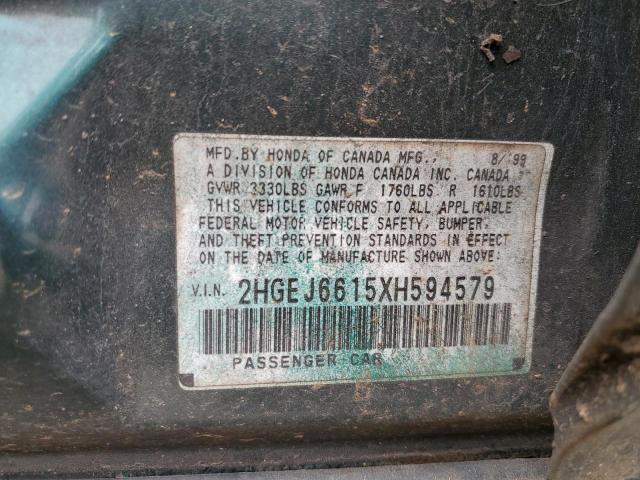 MFD.BY HONDA OF CANADA MFG., 8/99
A DIVISION OF HONDA CANADA INC. CANADA
GVWR 3330LBS GAWR F 1760LBS R 1610LBS
THIS VEHICLE CONFORMS TO ALL APPLICABLE
FEDERAL MOTOR VEHICLE SAFETY, BUMPER,
AND THEFT PREVENTION STANDARDS IN EFFECT
ON THE DATE OF MANUFACTURE SHOWN ABOVE.
V.I.N. 2HGEJ6615XH594579
PASSENGER CAR